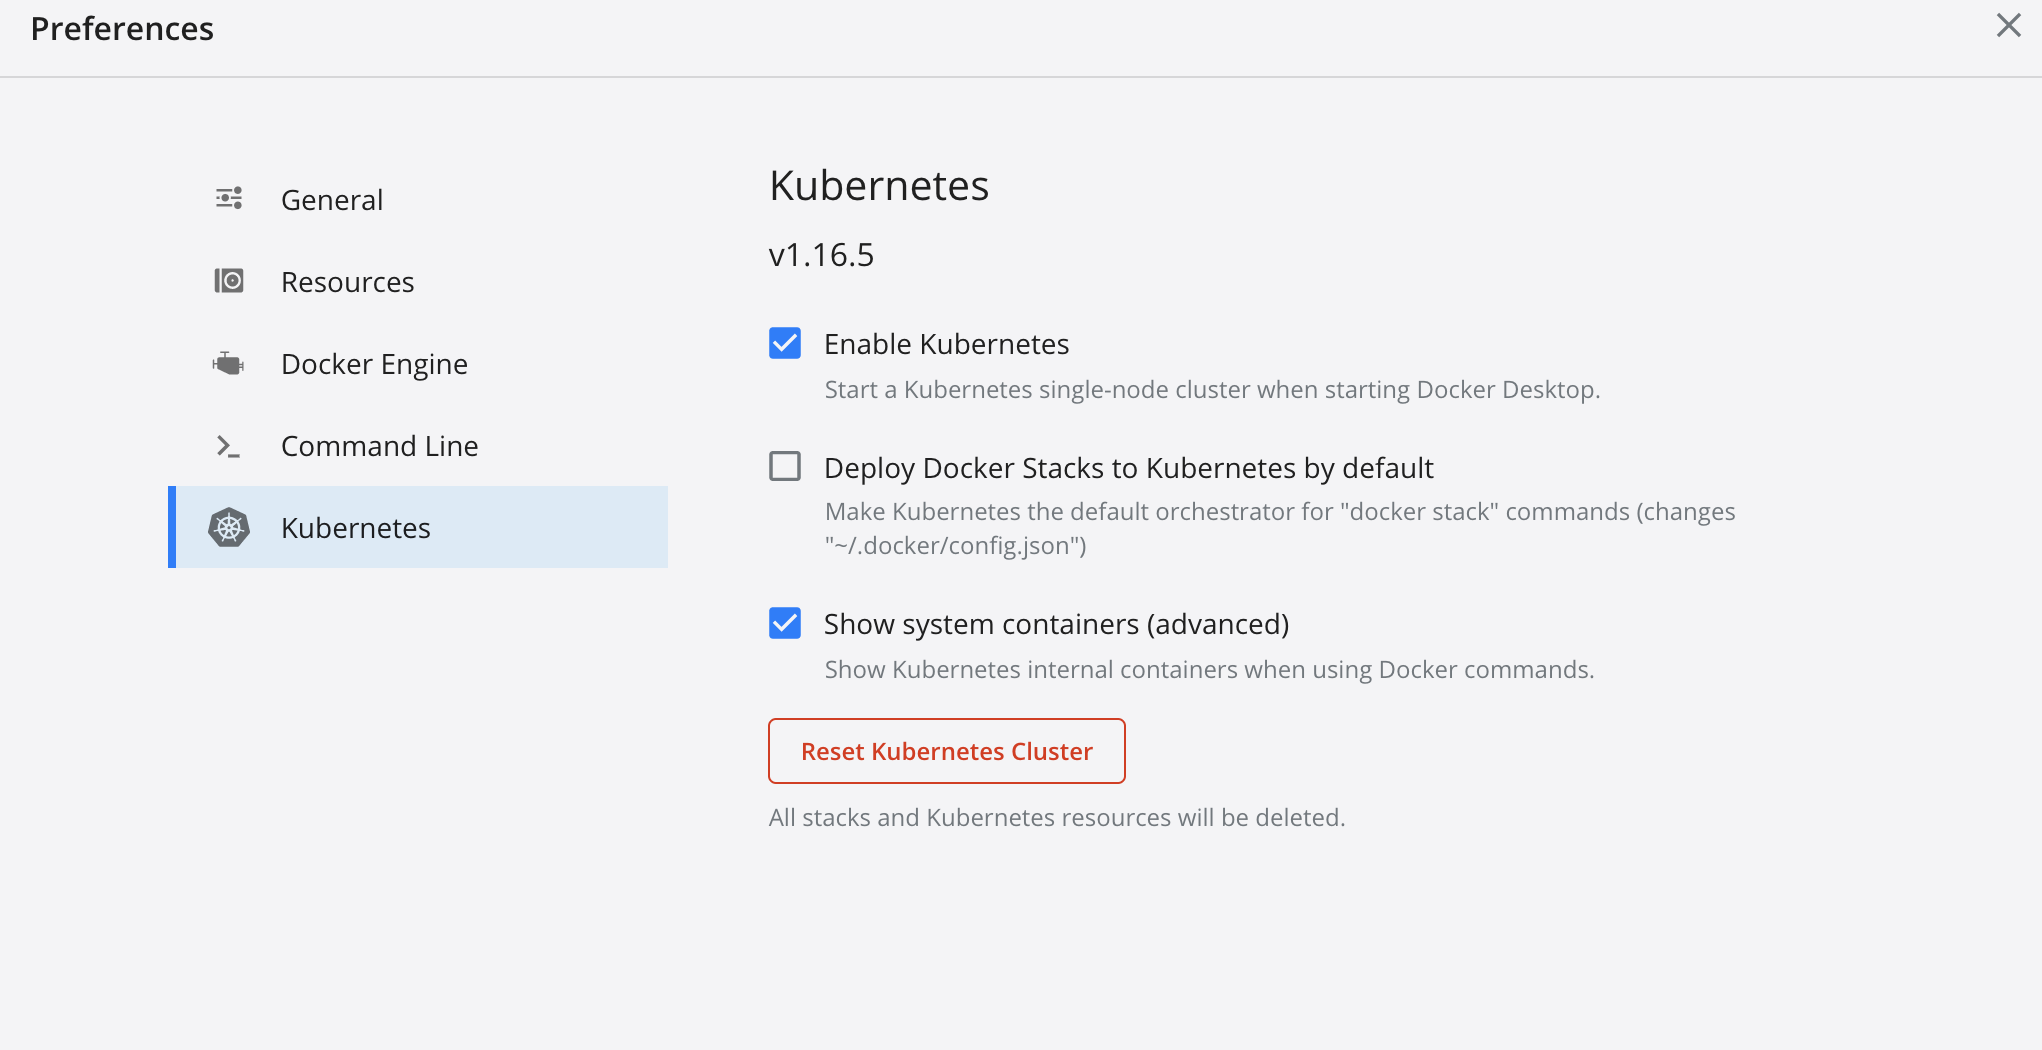 Preferences
General
Resources
Docker Engine
Command Line
Kubernetes
Kubernetes
v1.16.5
Enable Kubernetes
Start a Kubernetes single-node cluster when starting Docker Desktop.
Deploy Docker Stacks to Kubernetes by default
Make Kubernetes the default orchestrator for "docker stack" commands (changes
"~/.docker/config.json")
Show system containers (advanced)
Show Kubernetes internal containers when using Docker commands.
Reset Kubernetes Cluster
All stacks and Kubernetes resources will be deleted.